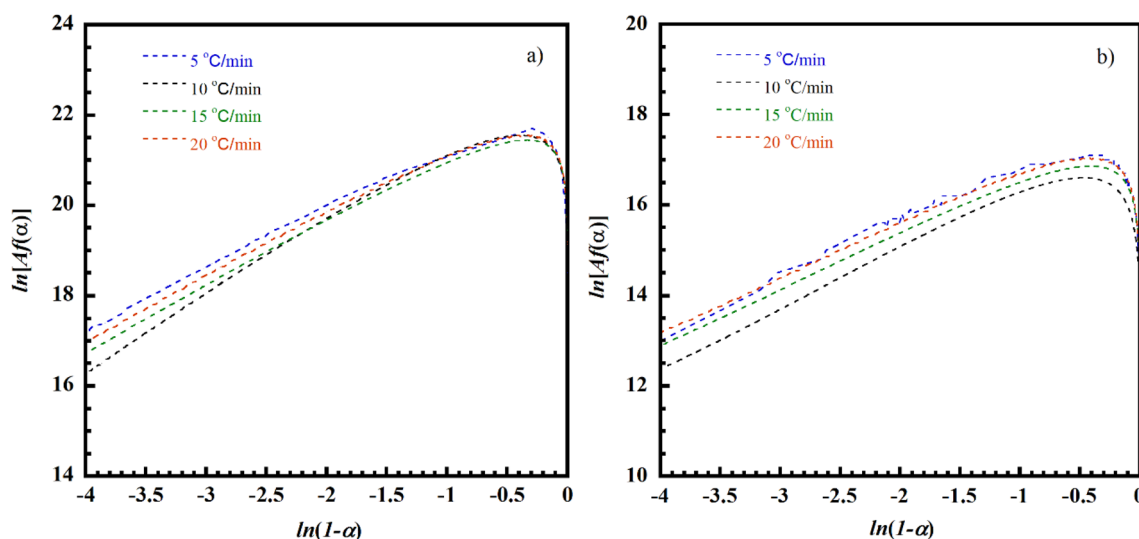 24
22
20
18
16
14
ln[Af(α)]
5 °C/min
10 °C/min
15 °C/min
20 °C/min
a)
-4 -3.5 -3 -2.5 -2 -1.5 -1 -0.5 0
ln(1-α)
20
18
16
14
12
10
ln[Af(α)]
5 °C/min
10 °C/min
15 °C/min
20 °C/min
b)
-4 -3.5 -3 -2.5 -2 -1.5 -1 -0.5 0
ln(1-α)